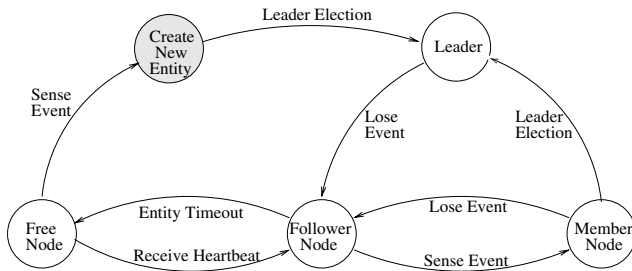 Leader Election
Create
New
Entity
Leader
Sense
Event
Lose
Event
Leader
Election
Entity Timeout
Lose Event
Free
Node
Follower
Node
Member
Node
Receive Heartbeat
Sense Event